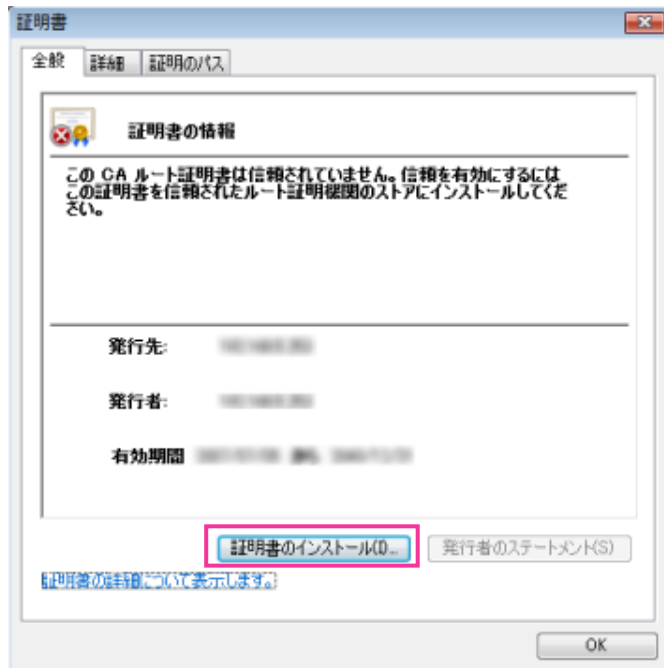 証明書
全般 詳細 証明のパス
証明書の情報
この CA ルート証明書は信頼されていません。信頼を有効にするには
この証明書を信頼されたルート証明機関のストアにインストールしてくだ
さい。
発行先:
発行者:
有効期間 から
証明書のインストール(I)... 発行者のステートメント(S)
証明書の詳細について表示します。
OK